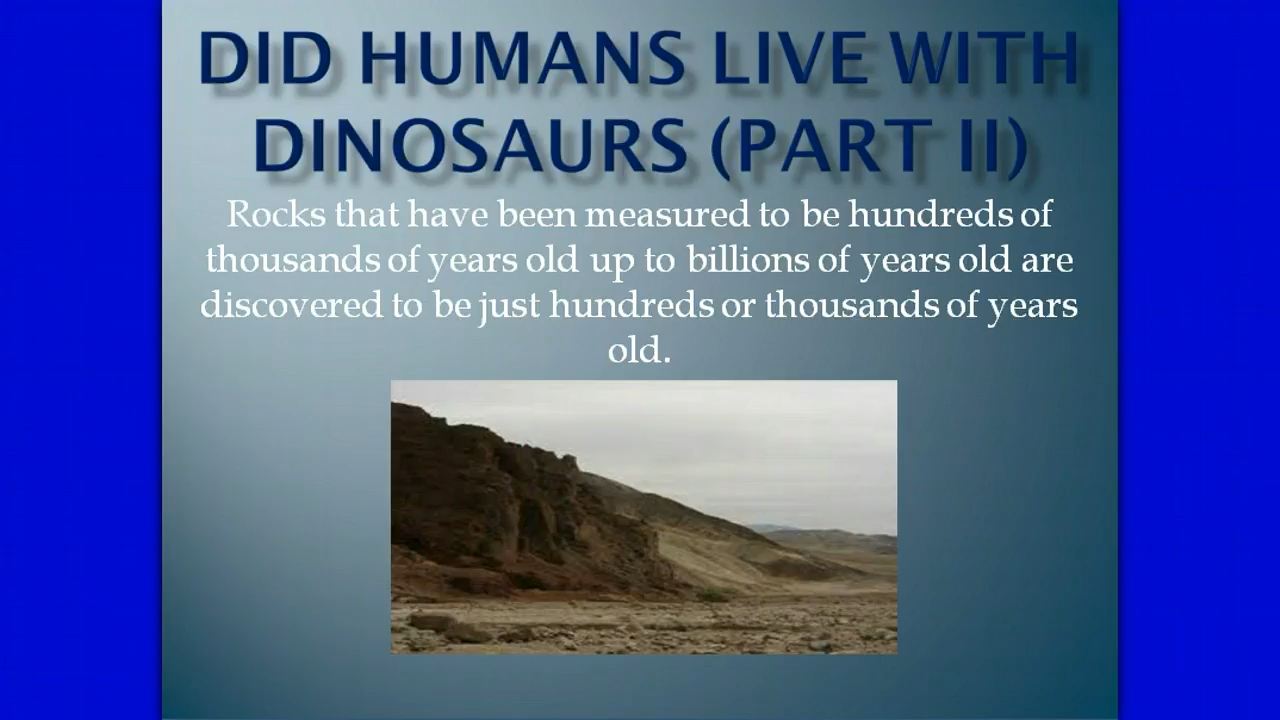 DID HUMANS LIVE WITH
DINOSAURS (PART II)
Rocks that have been measured to be hundreds of
thousands of years old up to billions of years old are
discovered to be just hundreds or thousands of years
old.